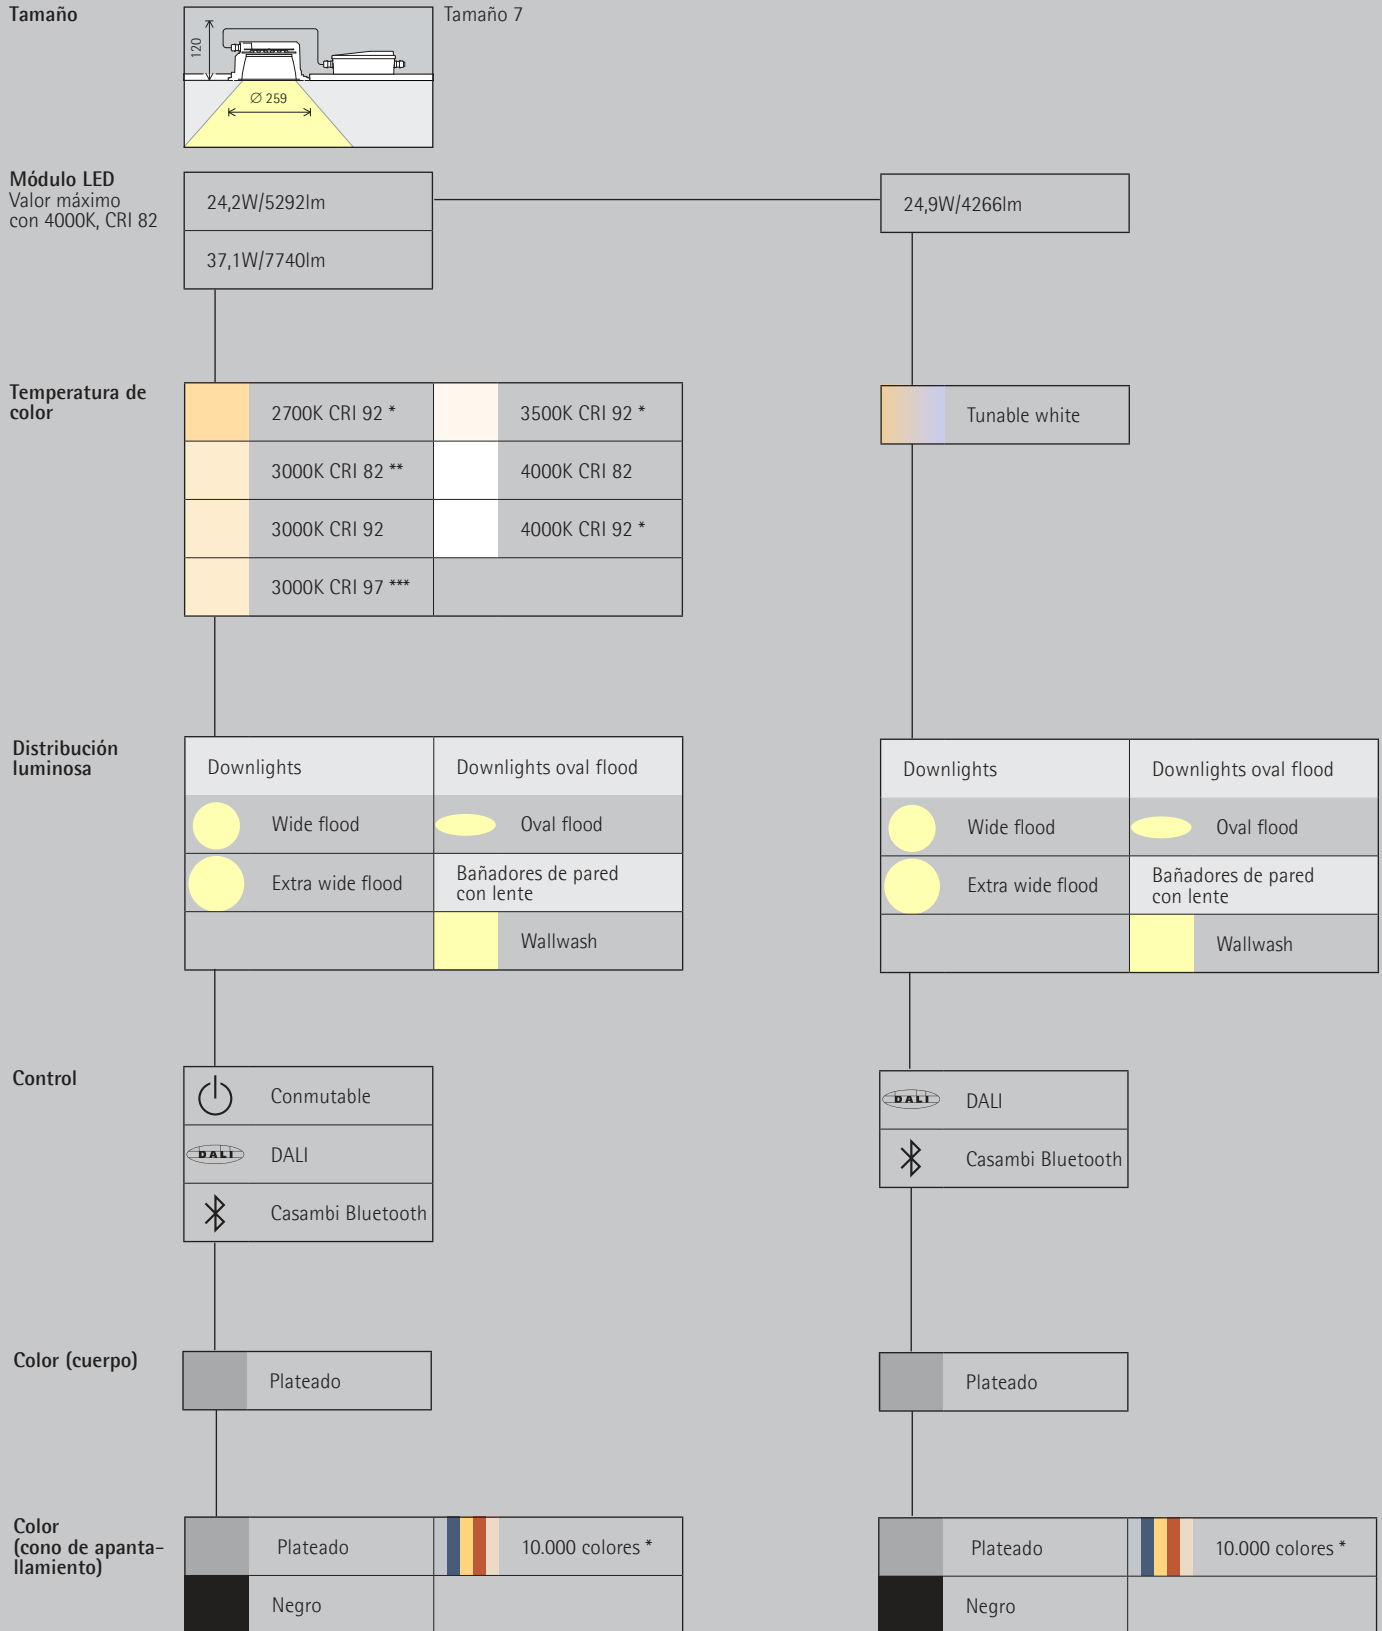 Tamaño
120
Ø 259
Tamaño 7
Módulo LED
Valor máximo
con 4000K, CRI 82
24,2W/5292lm
37,1W/7740lm
24,9W/4266lm
Temperatura de
color
2700K CRI 92 *
3500K CRI 92 *
3000K CRI 82 **
4000K CRI 82
3000K CRI 92
4000K CRI 92 *
3000K CRI 97 ***
Tunable white
Distribución
luminosa
Downlights
Downlights oval flood
Wide flood
Oval flood
Extra wide flood
Bañadores de pared
con lente
Wallwash
Downlights
Downlights oval flood
Wide flood
Oval flood
Extra wide flood
Bañadores de pared
con lente
Wallwash
Control
Conmutable
DALI DALI
Casambi Bluetooth
DALI DALI
Casambi Bluetooth
Color (cuerpo)
Plateado
Plateado
Color
(cono de apanta-
llamiento)
Plateado
10.000 colores *
Negro
Plateado
10.000 colores *
Negro